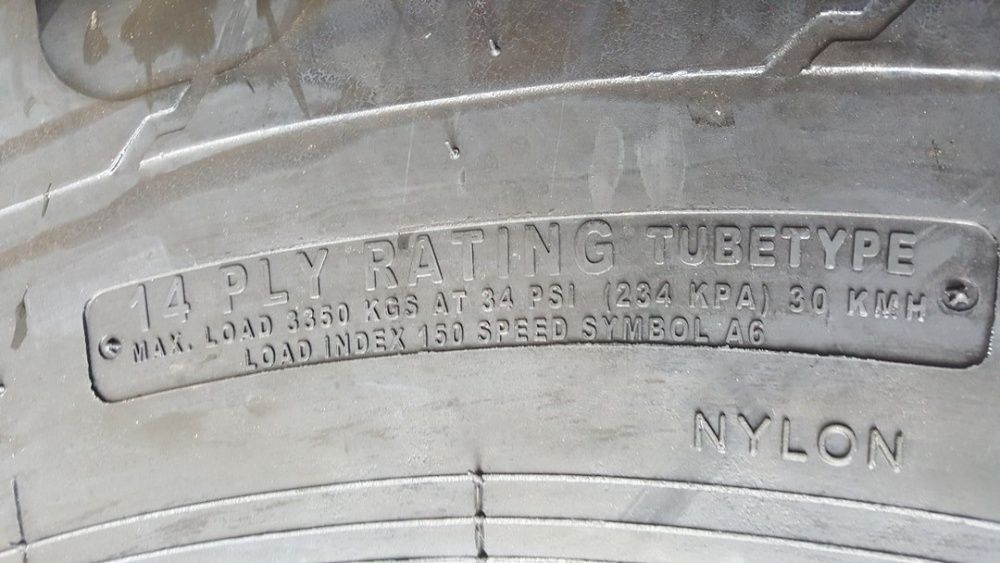 14 PLY RATING TUBETYPE
MAX. LOAD 3350 KGS AT 34 PSI (234 KPA) 30 KMH
LOAD INDEX 150 SPEED SYMBOL A6
NYLON